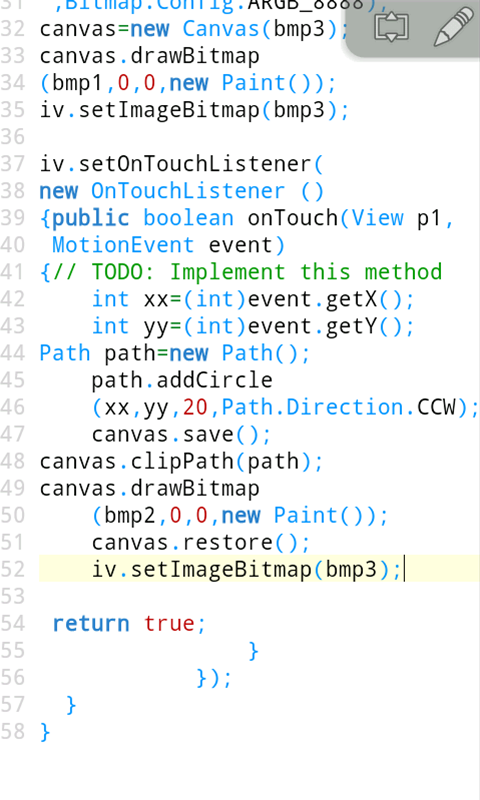 31 ,Bitmap.Config.ARGB_8888),
32 canvas=new Canvas(bmp3);
33 canvas.drawBitmap
34 (bmp1,0,0,new Paint());
35 iv.setImageBitmap(bmp3);
36
37 iv.setOnTouchListener(
38 new OnTouchListener ()
39 {public boolean onTouch(View p1,
40 MotionEvent event)
41 {// TODO: Implement this method
42 int xx=(int)event.getX();
43 int yy=(int)event.getY();
44 Path path=new Path();
45 path.addCircle
46 (xx,yy,20,Path.Direction.CCW);
47 canvas.save();
48 canvas.clipPath(path);
49 canvas.drawBitmap
50 (bmp2,0,0,new Paint());
51 canvas.restore();
52 iv.setImageBitmap(bmp3);
53
54 return true;
55 }
56 });
57 }
58 }